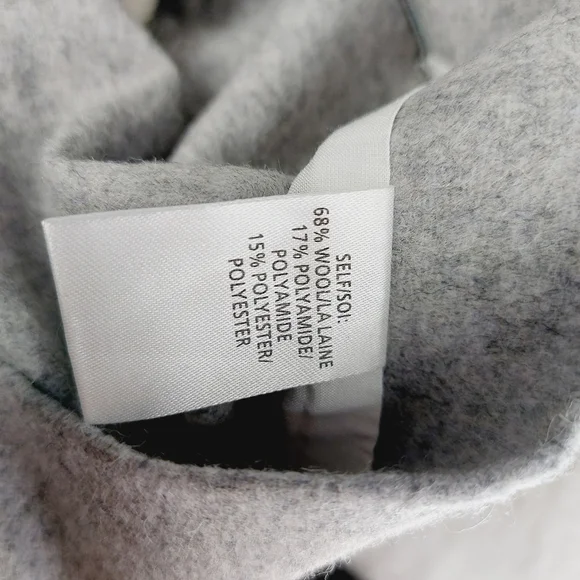 SELF/SOI:
68% WOOL/LA LAINE
17% POLYAMIDE/
POLYAMIDE
15% POLYESTER/
POLYESTER